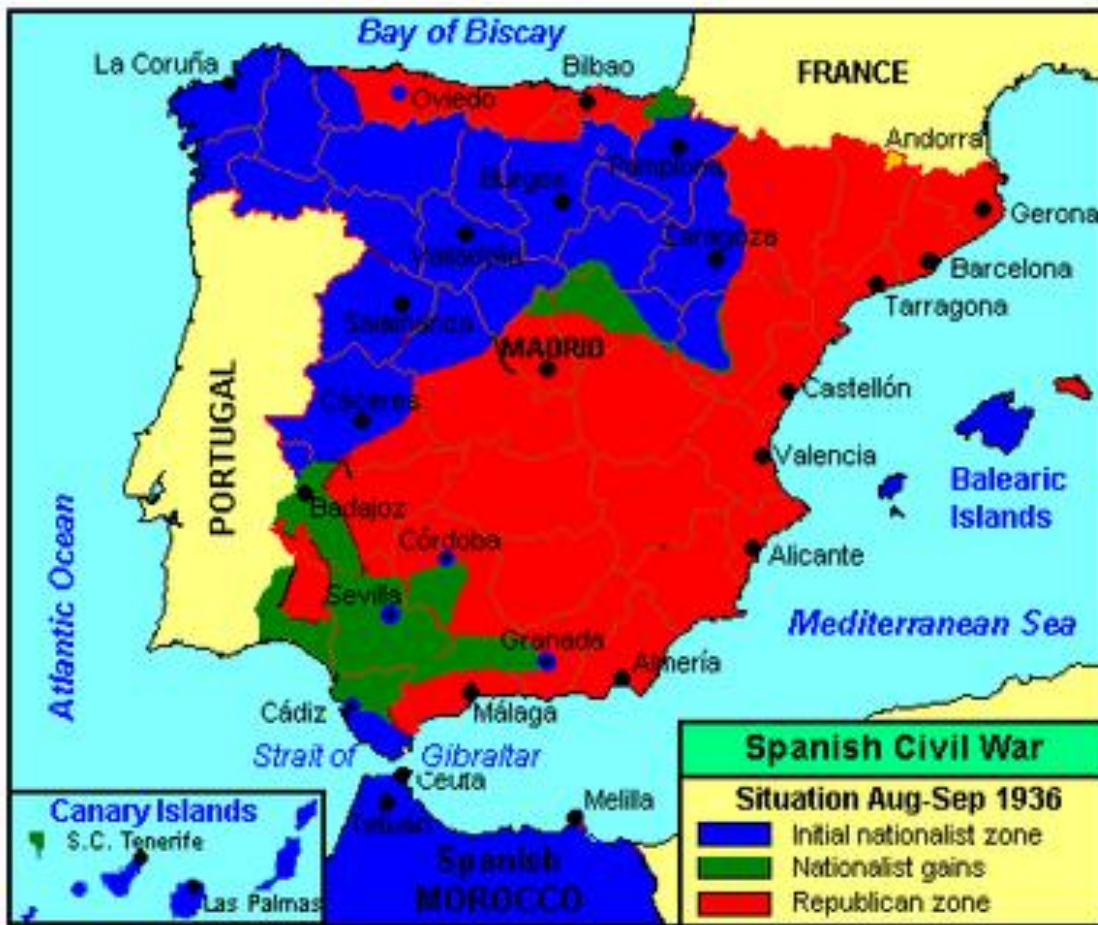 Bay of Biscay
La Coruña
Bilbao
FRANCE
Oviedo
Andorra
Pamplona
Burgos
Gerona
Zaragoza
Valladolid
Barcelona
Tarragona
Salamanca
MADRID
Castellón
Cáceres
PORTUGAL
Valencia
Balearic
Islands
Badajoz
Córdoba
Alicante
Atlantic Ocean
Sevilla
Mediterranean Sea
Granada
Almería
Cádiz
Málaga
Strait of Gibraltar
Ceuta
Tetuán
Melilla
Spanish
MOROCCO
Canary Islands
S.C. Tenerife
Las Palmas
Spanish Civil War
Situation Aug-Sep 1936
Initial nationalist zone
Nationalist gains
Republican zone